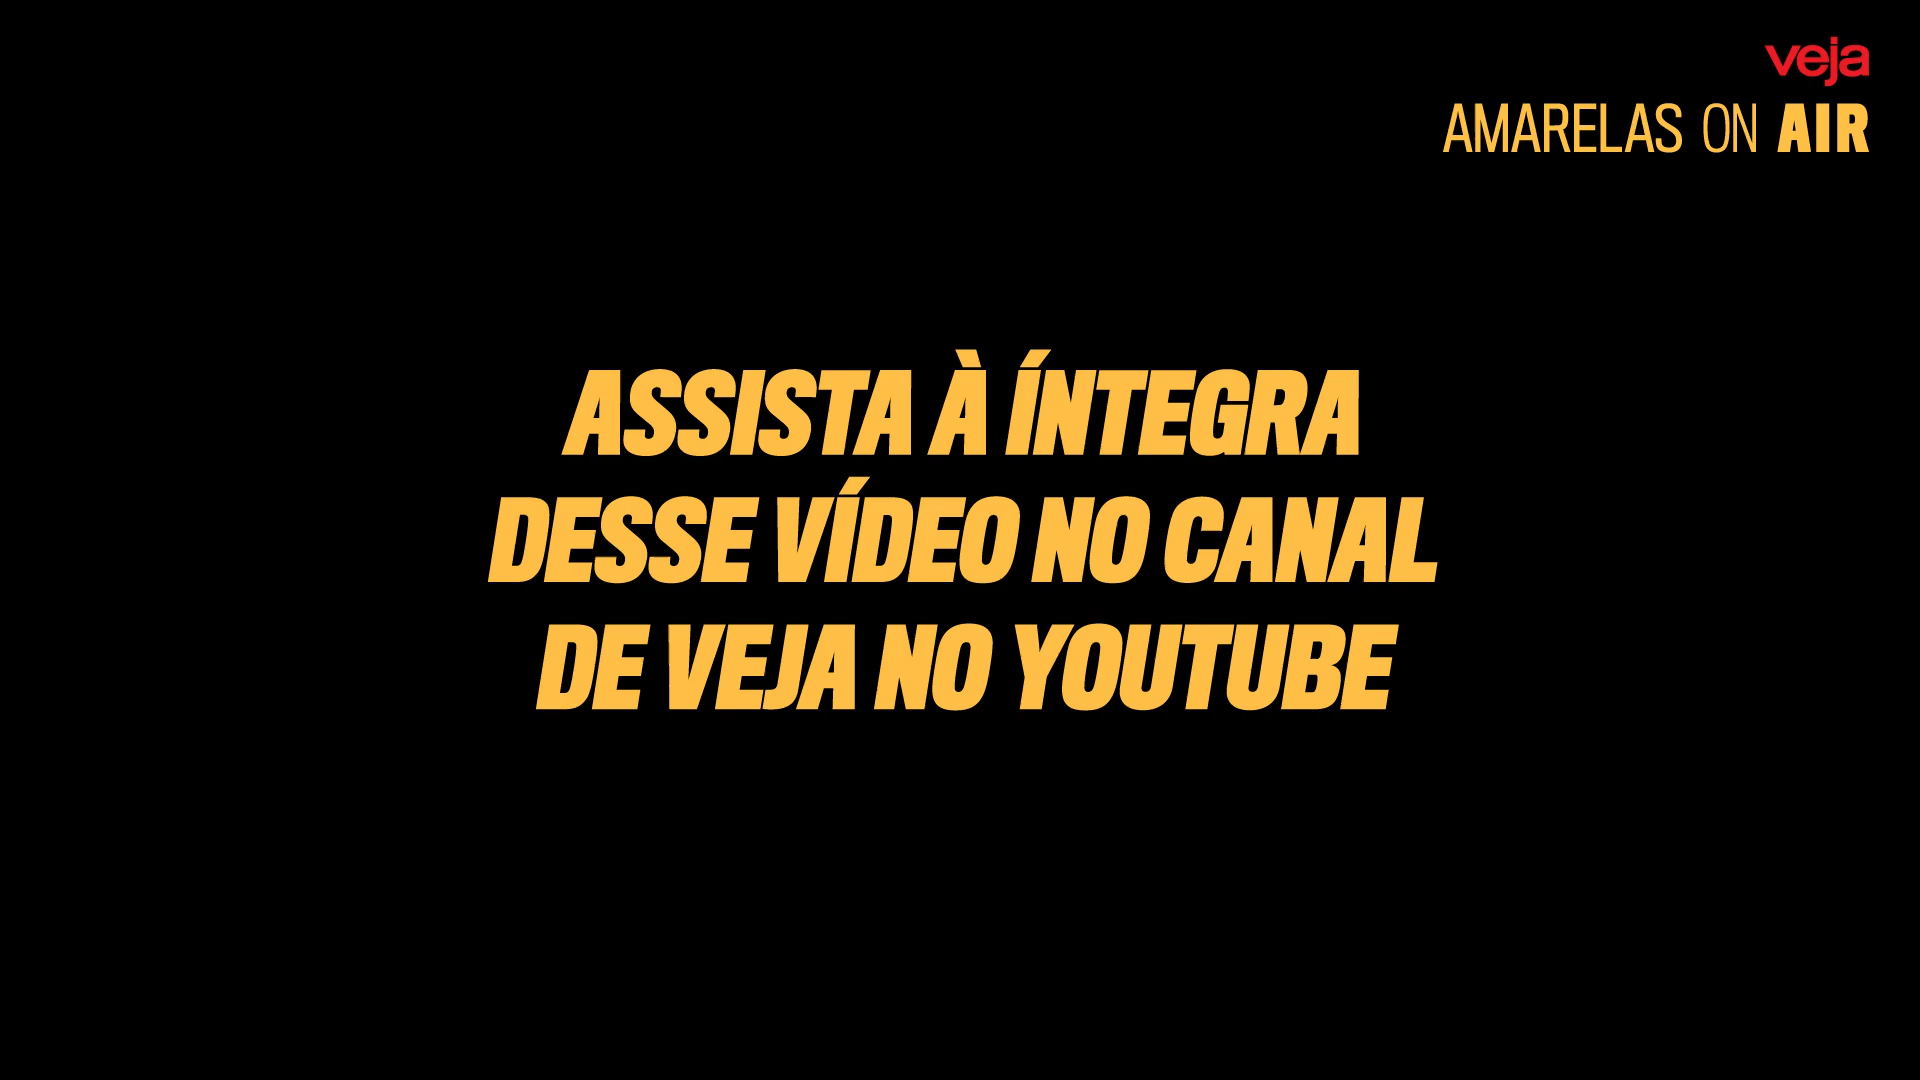 veja
AMARELAS ON AIR
ASSISTA À ÍNTEGRA
DESSE VÍDEO NO CANAL
DE VEJA NO YOUTUBE